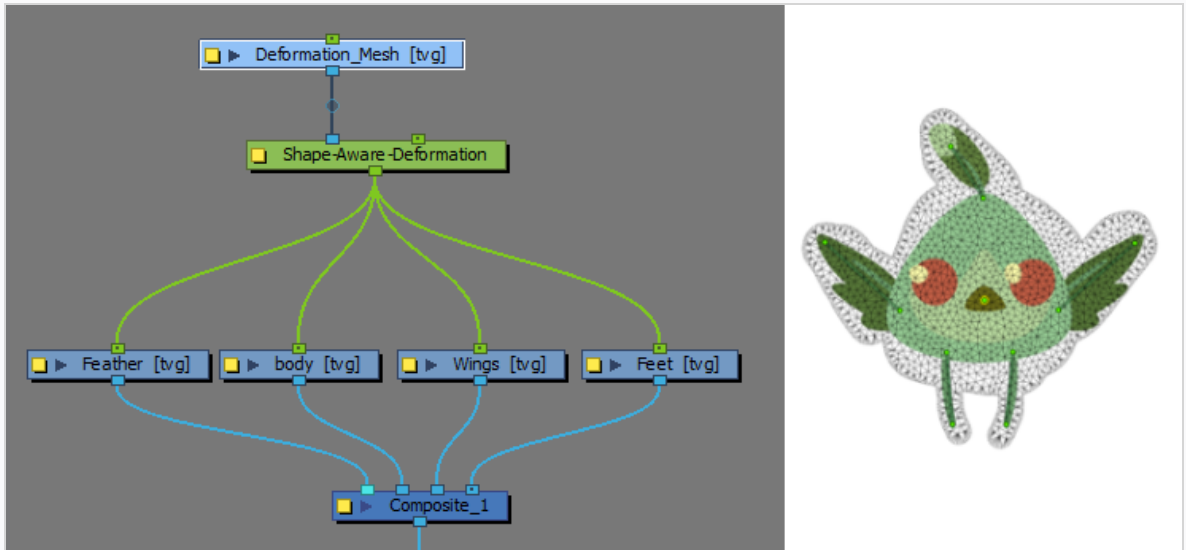 Deformation_Mesh [tvg]
Shape-Aware-Deformation
Feather [tvg]
body [tvg]
Wings [tvg]
Feet [tvg]
Composite_1